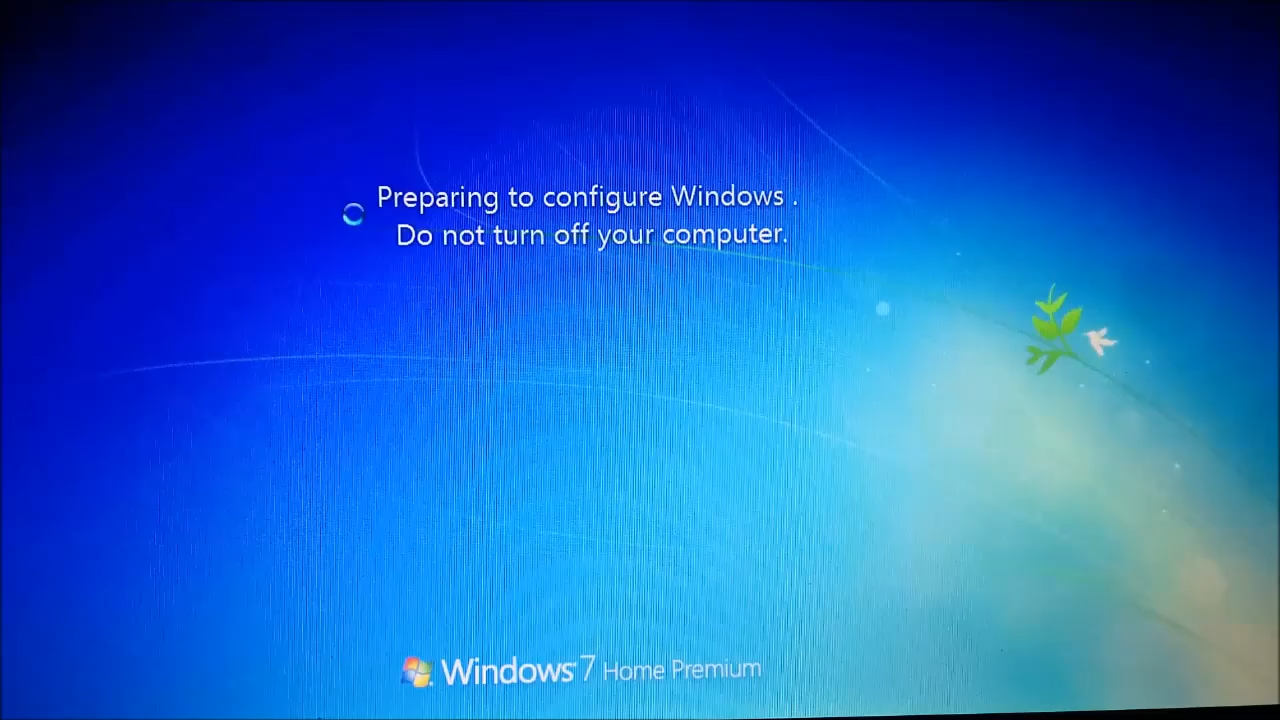 Preparing to configure Windows .
Do not turn off your computer.
Windows 7 Home Premium